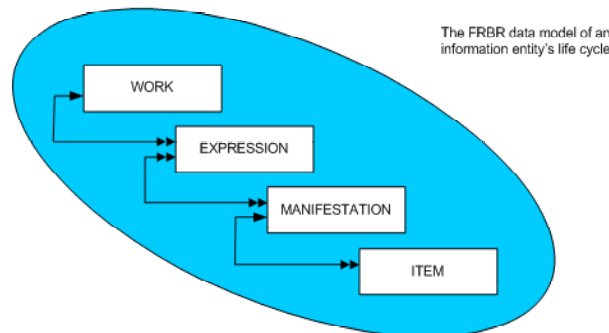 The FRBR data model of an
information entity's life cycle
WORK
EXPRESSION
MANIFESTATION
ITEM